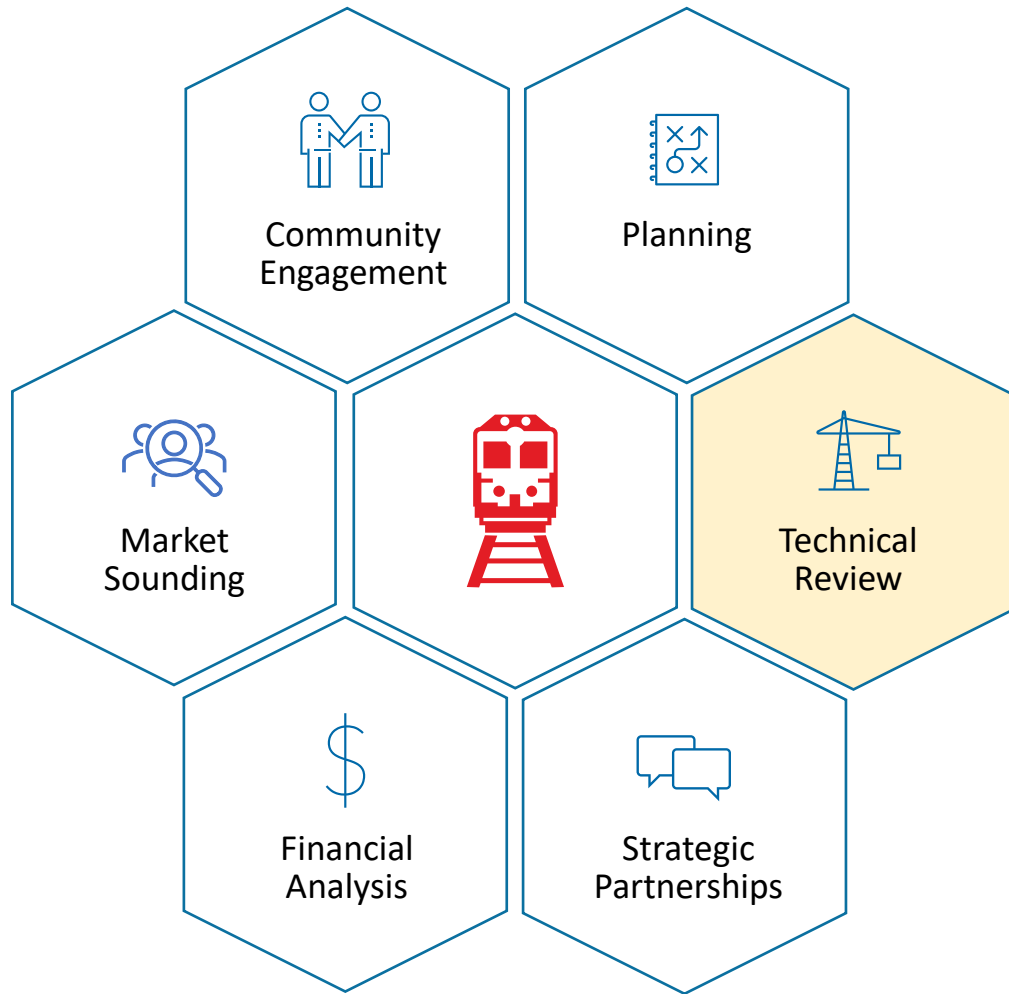 Community
Engagement
Planning
Market
Sounding
Technical
Review
Financial
Analysis
Strategic
Partnerships